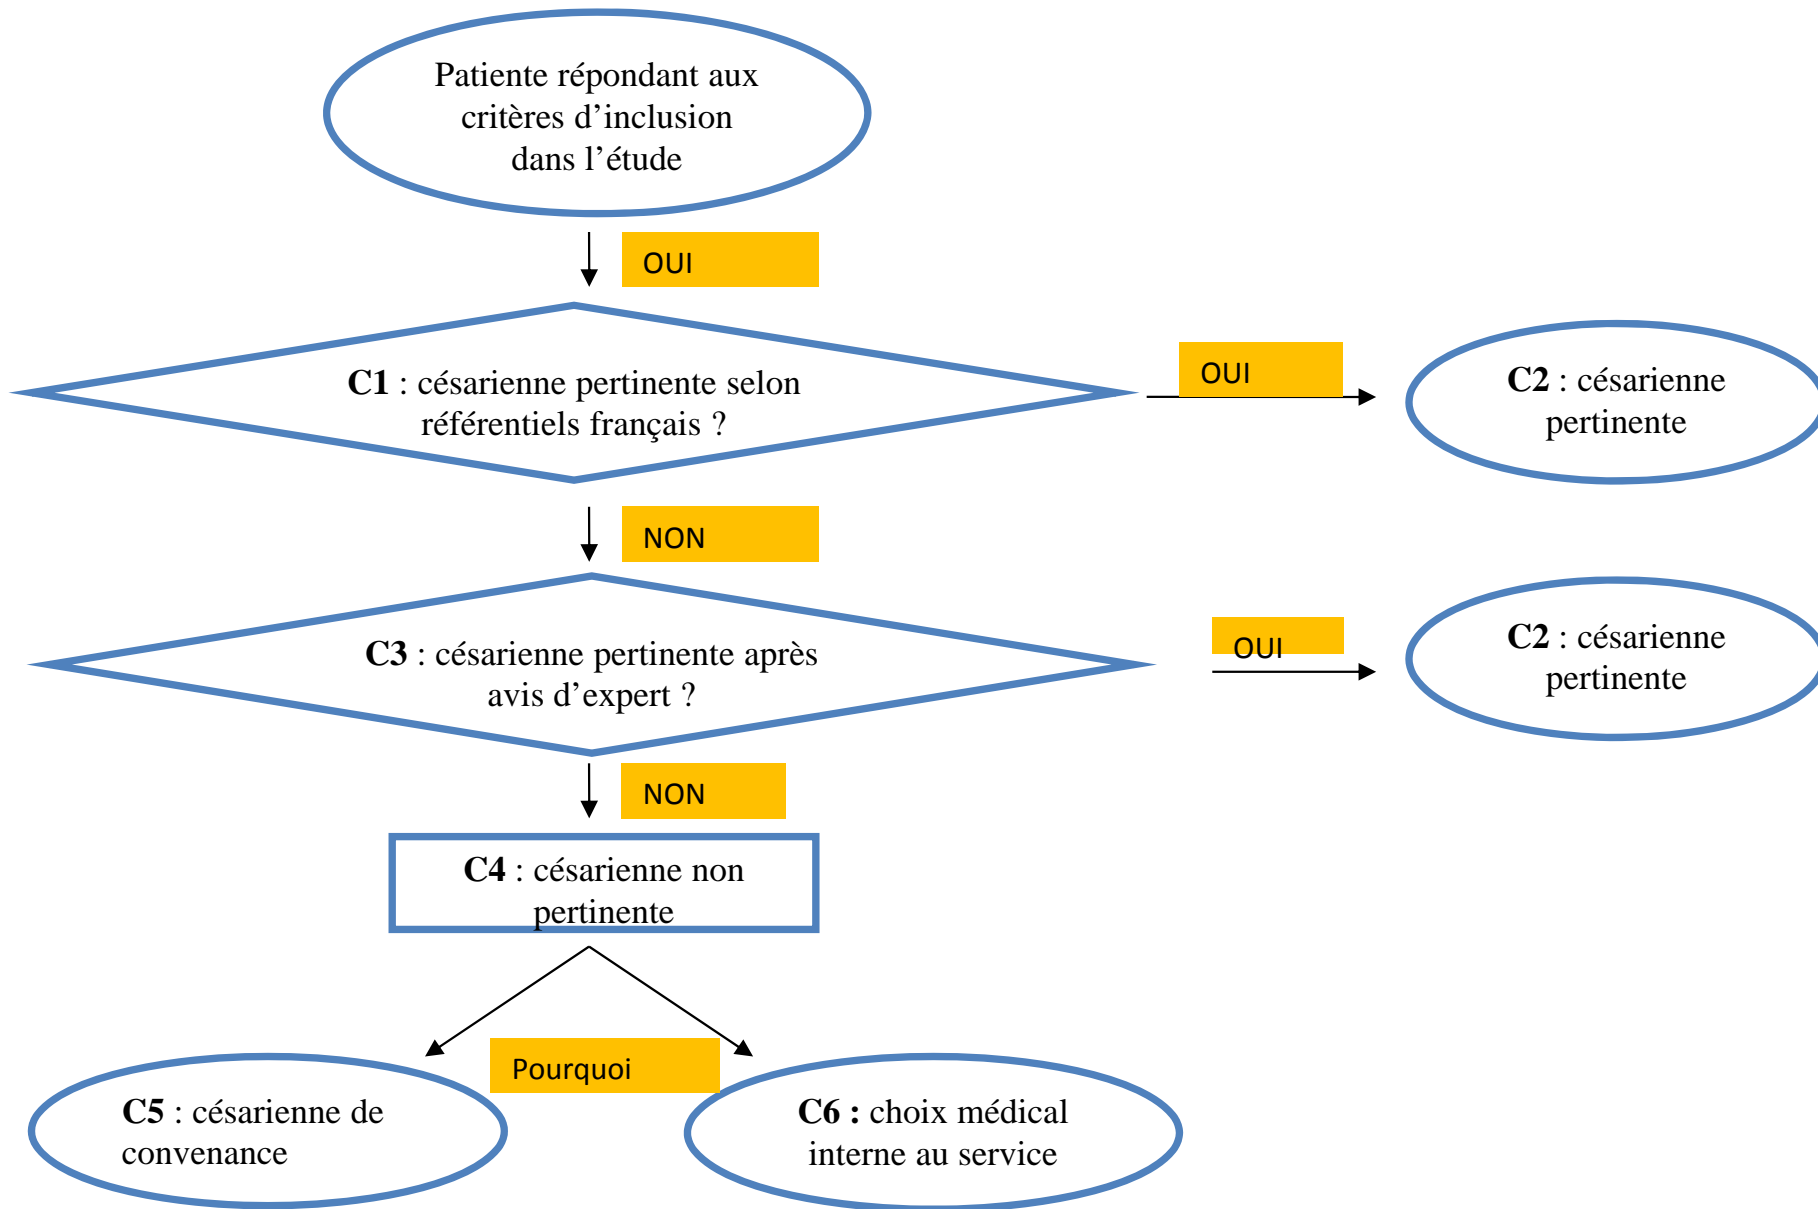 Patiente répondant aux
critères d’inclusion
dans l’étude
OUI
C1 : césarienne pertinente selon
référentiels français ?
OUI
C2 : césarienne
pertinente
NON
C3 : césarienne pertinente après
avis d’expert ?
OUI
C2 : césarienne
pertinente
NON
C4 : césarienne non
pertinente
Pourquoi
C5 : césarienne de
convenance
C6 : choix médical
interne au service